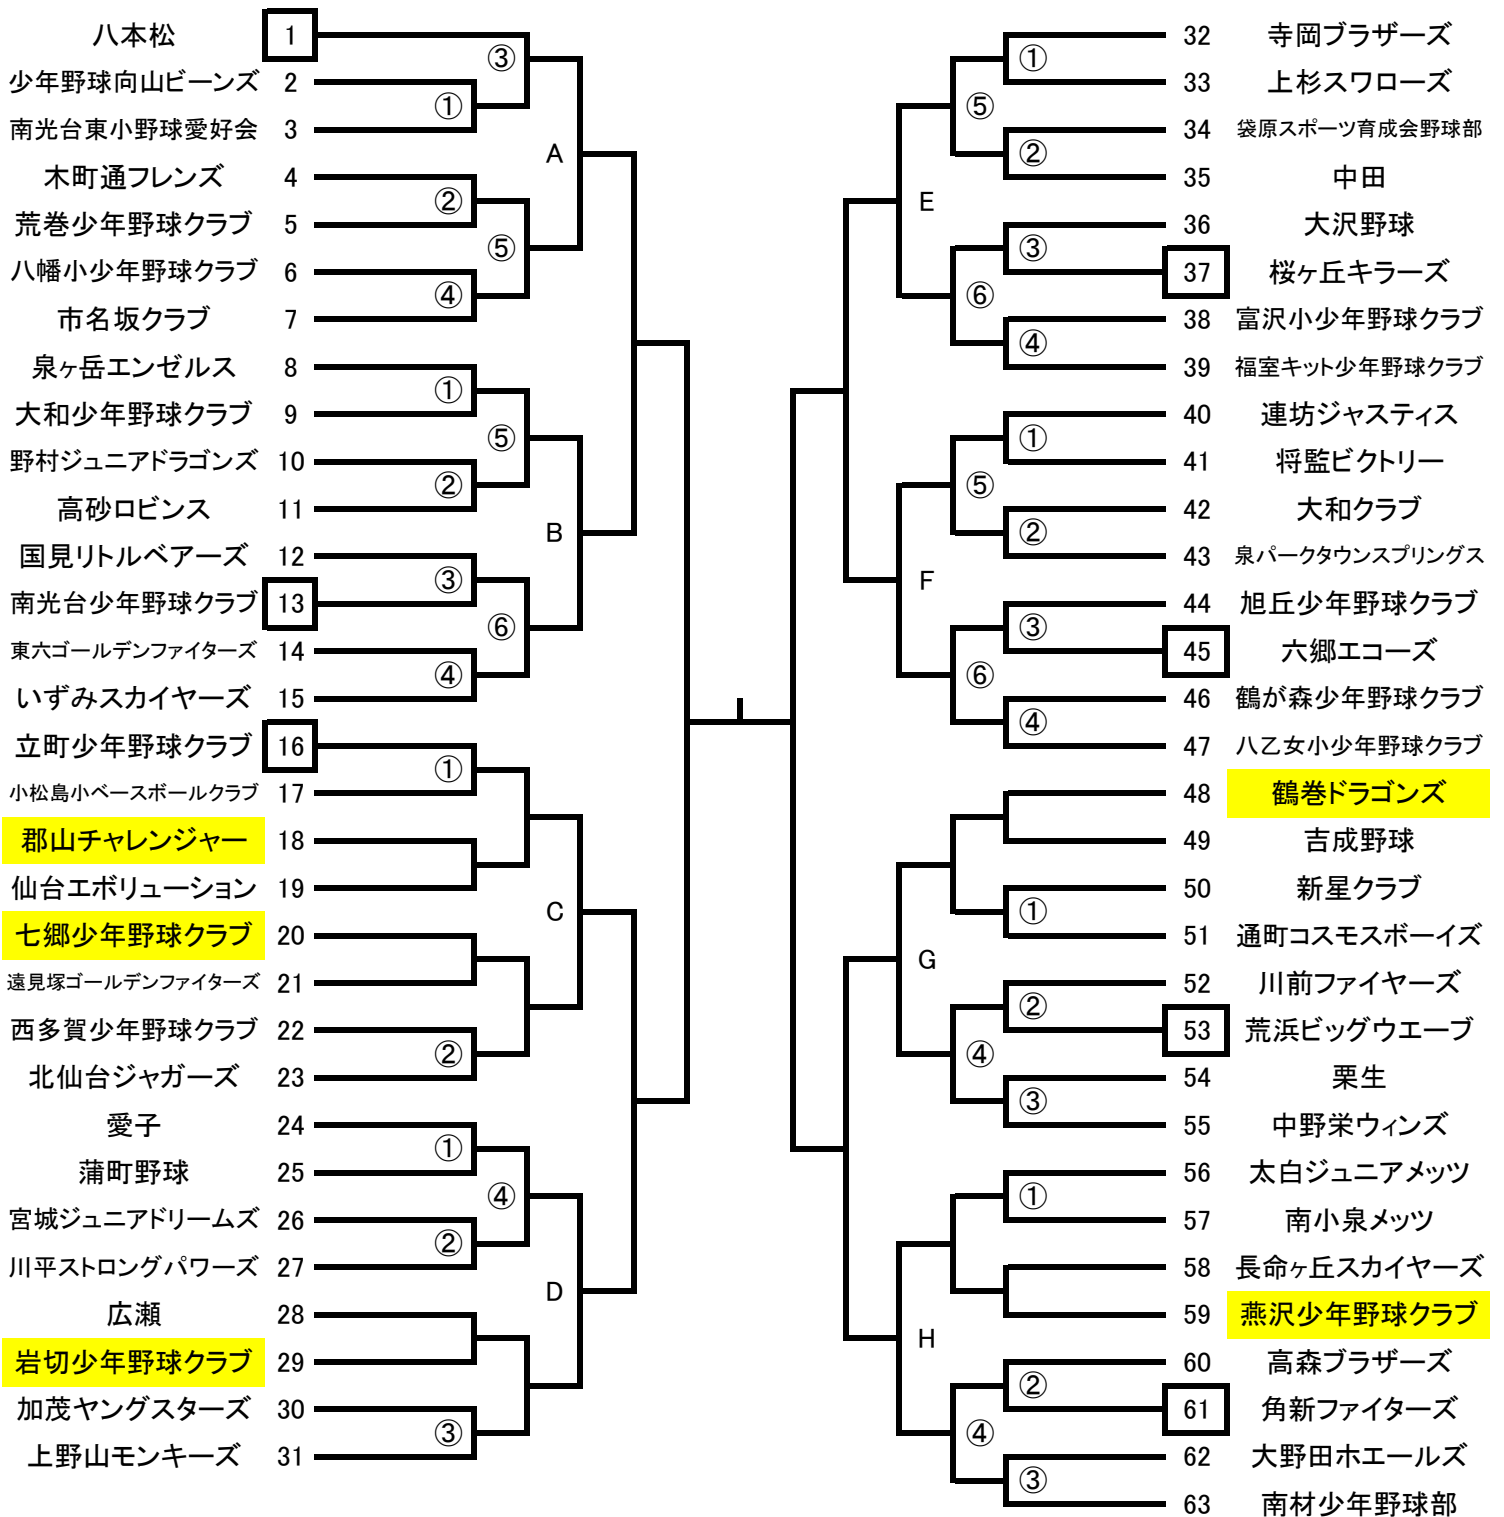 八本松 1
少年野球向山ビーンズ 2
南光台東小野球愛好会 3
木町通フレンズ 4
荒巻少年野球クラブ 5
八幡小少年野球クラブ 6
市名坂クラブ 7
泉ヶ岳エンゼルス 8
大和少年野球クラブ 9
野村ジュニアドラゴンズ 10
高砂ロビンス 11
国見リトルベアーズ 12
南光台少年野球クラブ 13
東六ゴールデンファイターズ 14
いずみスカイヤーズ 15
立町少年野球クラブ 16
小松島小ベースボールクラブ 17
郡山チャレンジャー 18
仙台エボリューション 19
七郷少年野球クラブ 20
遠見塚ゴールデンファイターズ 21
西多賀少年野球クラブ 22
北仙台ジャガーズ 23
愛子 24
蒲町野球 25
宮城ジュニアドリームズ 26
川平ストロングパワーズ 27
広瀬 28
岩切少年野球クラブ 29
加茂ヤングスターズ 30
上野山モンキーズ 31
③
①
A
②
⑤
④
①
⑤
②
B
③
⑥
④
①
C
②
①
④
②
D
③
①
⑤
②
E
③
⑥
④
①
⑤
②
F
③
⑥
④
①
G
②
④
③
①
H
②
④
③
32 寺岡ブラザーズ
33 上杉スワローズ
34 袋原スポーツ育成会野球部
35 中田
36 大沢野球
37 桜ヶ丘キラーズ
38 富沢小少年野球クラブ
39 福室キット少年野球クラブ
40 連坊ジャスティス
41 将監ビクトリー
42 大和クラブ
43 泉パークタウンスプリングス
44 旭丘少年野球クラブ
45 六郷エコーズ
46 鶴が森少年野球クラブ
47 八乙女小少年野球クラブ
48 鶴巻ドラゴンズ
49 吉成野球
50 新星クラブ
51 通町コスモスボーイズ
52 川前ファイヤーズ
53 荒浜ビッグウエーブ
54 栗生
55 中野栄ウィンズ
56 太白ジュニアメッツ
57 南小泉メッツ
58 長命ヶ丘スカイヤーズ
59 燕沢少年野球クラブ
60 高森ブラザーズ
61 角新ファイターズ
62 大野田ホエールズ
63 南材少年野球部